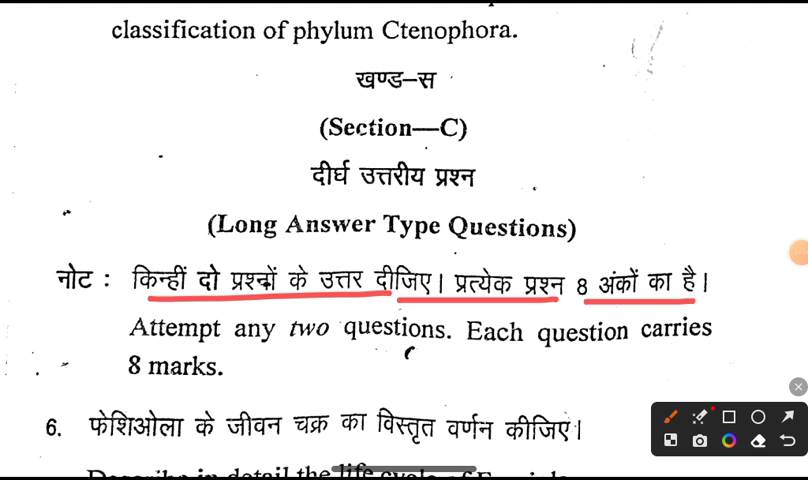 classification of phylum Ctenophora.
खण्ड–स
(Section—C)
दीर्घ उत्तरीय प्रश्न
(Long Answer Type Questions)
नोट : किन्हीं दो प्रश्नों के उत्तर दीजिए। प्रत्येक प्रश्न 8 अंकों का है।
Attempt any two questions. Each question carries
8 marks.
6. फेशिओला के जीवन चक्र का विस्तृत वर्णन कीजिए।